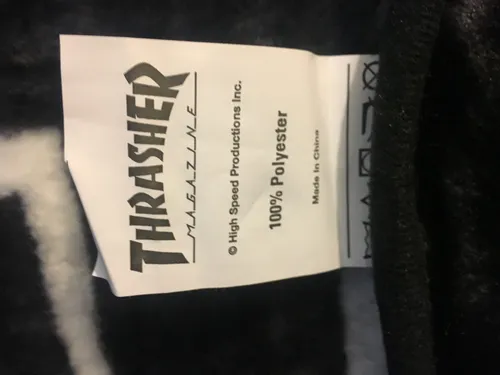 THRASHER
MAGAZINE
© High Speed Productions Inc.
100% Polyester
Made in China